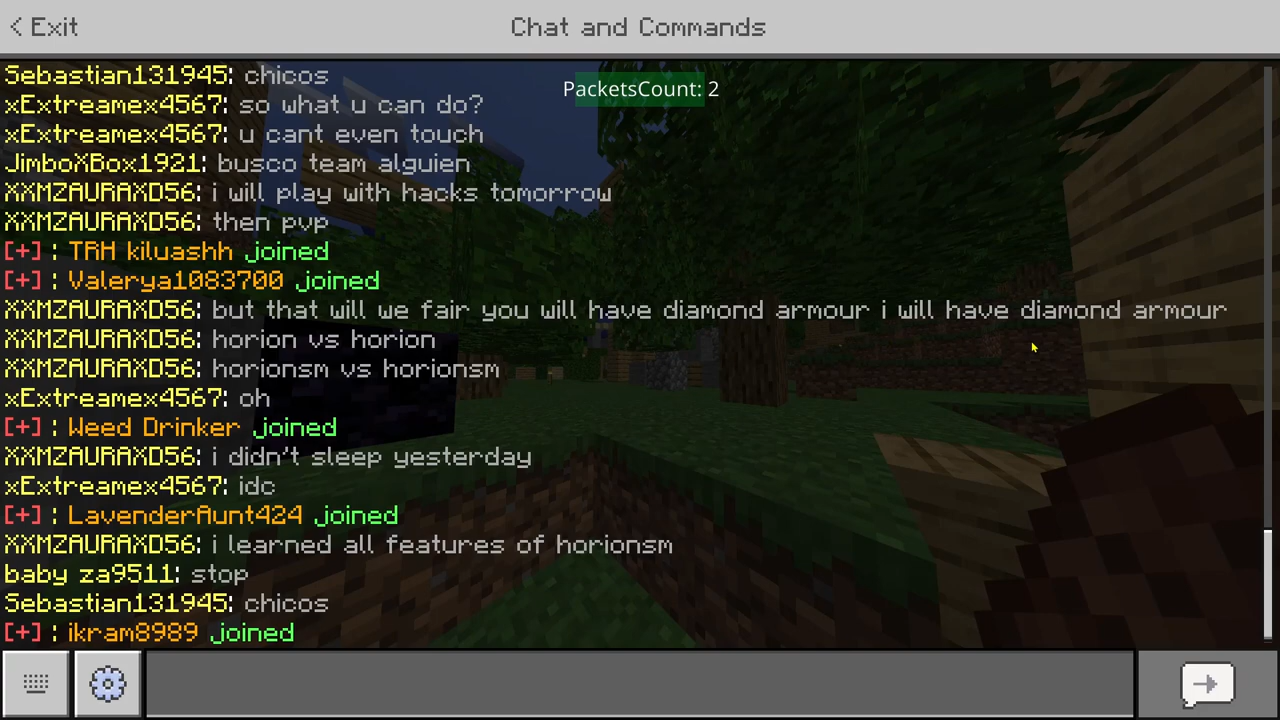 < Exit
Chat and Commands
PacketsCount: 2
Sebastian131945: chicos
xExtreamex4567: so what u can do?
xExtreamex4567: u cant even touch
JimboXBox1921: busco team alguien
XXMZAURAXD56: i will play with hacks tomorrow
XXMZAURAXD56: then pvp
[+] : TRH kiluashh joined
[+] : Valerya1083700 joined
XXMZAURAXD56: but that will we fair you will have diamond armour i will have diamond armour
XXMZAURAXD56: horion vs horion
XXMZAURAXD56: horionsm vs horionsm
xExtreamex4567: oh
[+] : Weed Drinker joined
XXMZAURAXD56: i didn't sleep yesterday
xExtreamex4567: idc
[+] : LavenderAunt424 joined
XXMZAURAXD56: i learned all features of horionsm
baby za9511: stop
Sebastian131945: chicos
[+] : ikram8989 joined